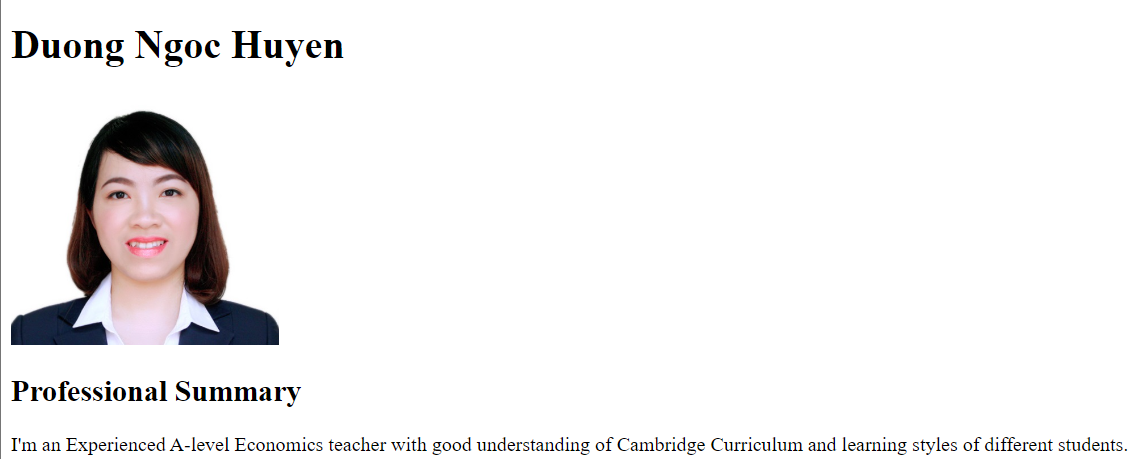 Duong Ngoc Huyen
Professional Summary
I'm an Experienced A-level Economics teacher with good understanding of Cambridge Curriculum and learning styles of different students.